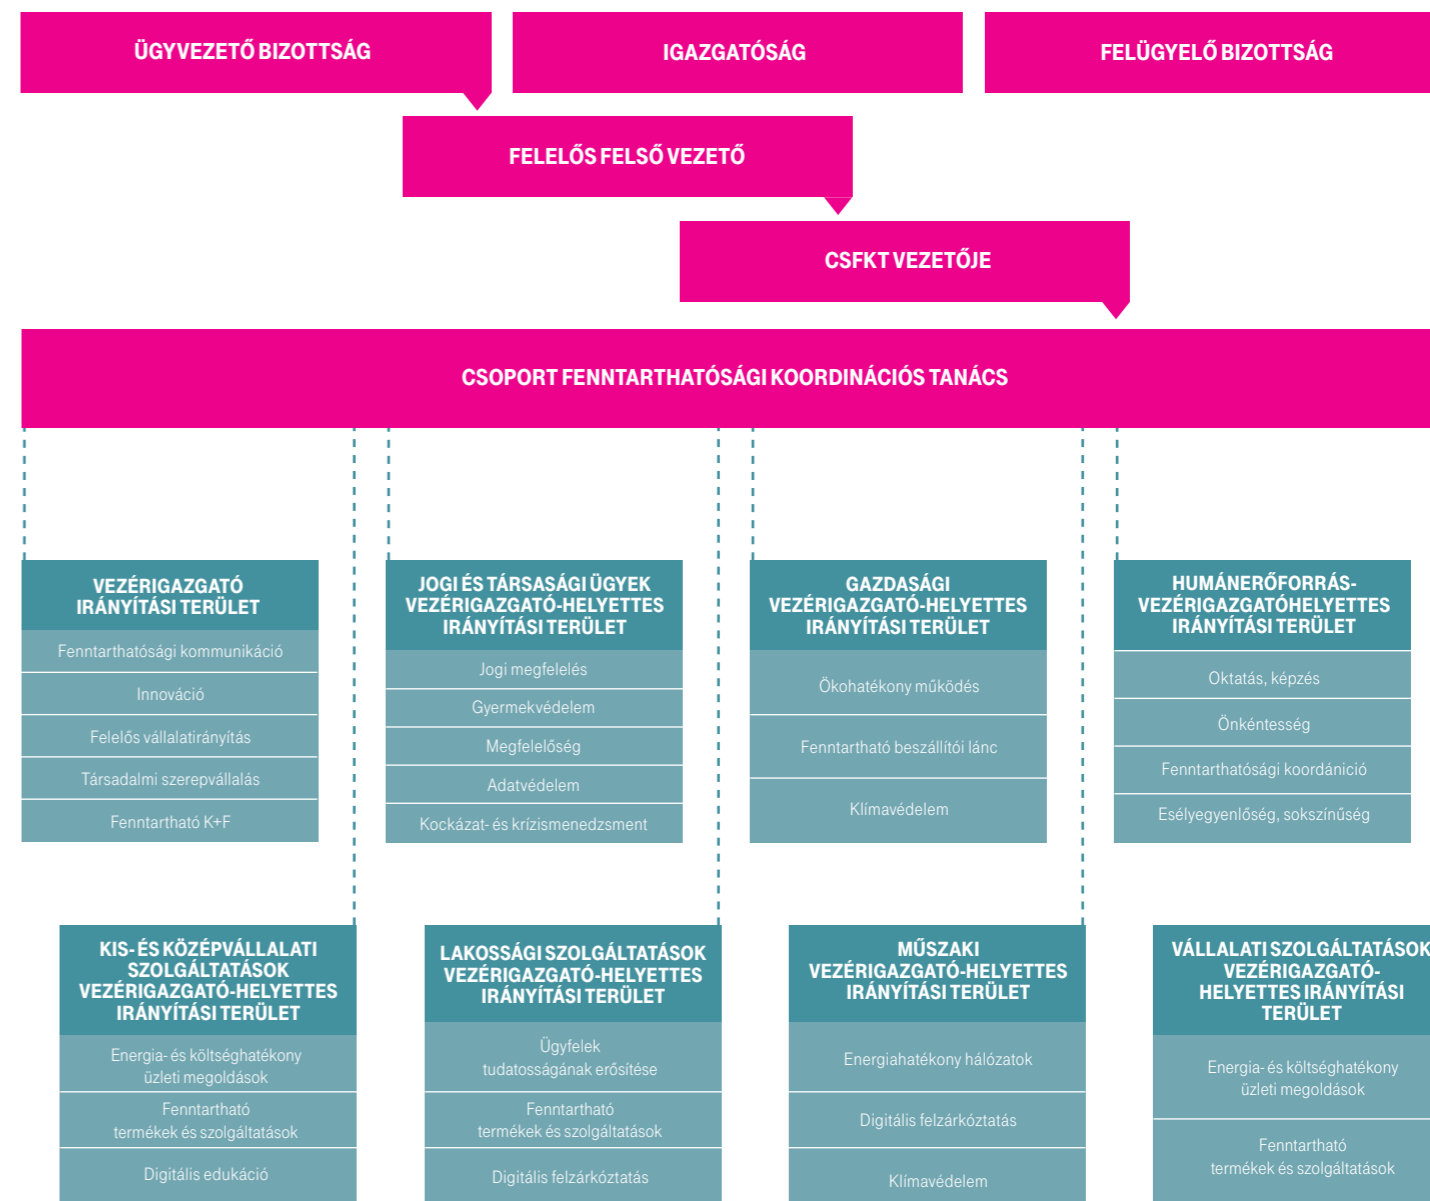 ÜGYVEZETŐ BIZOTTSÁG
IGAZGATÓSÁG
FELÜGYELŐ BIZOTTSÁG
FELELŐS FELSŐ VEZETŐ
CSFKT VEZETŐJE
CSOPORT FENNTARTHATÓSÁGI KOORDINÁCIÓS TANÁCS
VEZÉRIGAZGATÓ
IRÁNYÍTÁSI TERÜLET
Fenntarthatósági kommunikáció
Innováció
Felelős vállalatirányítás
Társadalmi szerepvállalás
Fenntartható K+F
JOGI ÉS TÁRSASÁGI ÜGYEK
VEZÉRIGAZGATÓ-HELYETTES
IRÁNYÍTÁSI TERÜLET
Jogi megfelelés
Gyermekvédelem
Megfelelőség
Adatvédelem
Kockázat- és krízismenedzsment
GAZDASÁGI
VEZÉRIGAZGATÓ-HELYETTES
IRÁNYÍTÁSI TERÜLET
Ökohatékony működés
Fenntartható beszállítói lánc
Klímavédelem
HUMÁNERŐFORRÁS-
VEZÉRIGAZGATÓHELYETTES
IRÁNYÍTÁSI TERÜLET
Oktatás, képzés
Önkéntesség
Fenntarthatósági koordánició
Esélyegyenlőség, sokszínűség
KIS- ÉS KÖZÉPVÁLLALATI
SZOLGÁLTATÁSOK
VEZÉRIGAZGATÓ-HELYETTES
IRÁNYÍTÁSI TERÜLET
Energia- és költséghatékony
üzleti megoldások
Fenntartható
termékek és szolgáltatások
Digitális edukáció
LAKOSSÁGI SZOLGÁLTATÁSOK
VEZÉRIGAZGATÓ-HELYETTES
IRÁNYÍTÁSI TERÜLET
Ügyfelek
tudatosságának erősítése
Fenntartható
termékek és szolgáltatások
Digitális felzárkóztatás
MŰSZAKI
VEZÉRIGAZGATÓ-HELYETTES
IRÁNYÍTÁSI TERÜLET
Energiahatékony hálózatok
Digitális felzárkóztatás
Klímavédelem
VÁLLALATI SZOLGÁLTATÁSOK
VEZÉRIGAZGATÓ-
HELYETTES IRÁNYÍTÁSI
TERÜLET
Energia- és költséghatékony
üzleti megoldások
Fenntartható
termékek és szolgáltatások